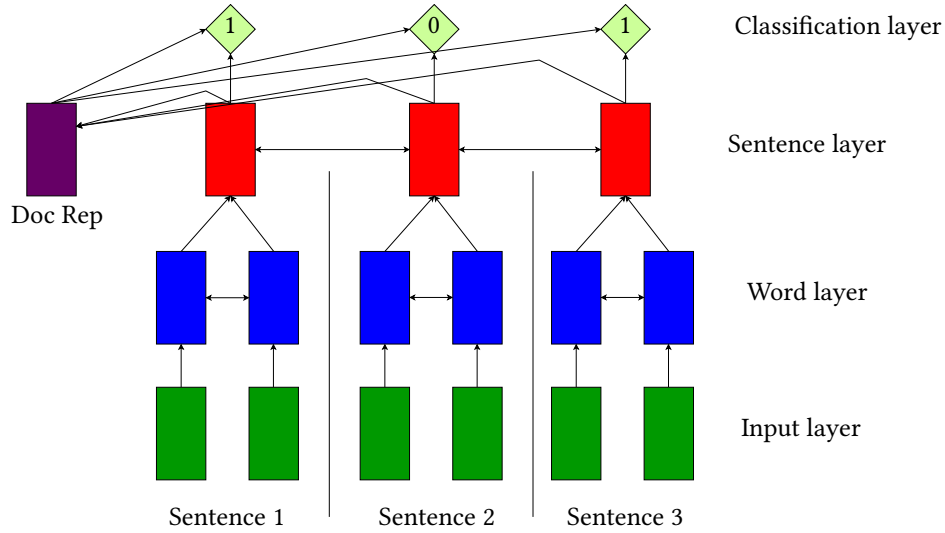 1
0
1
Classification layer
Sentence layer
Doc Rep
Word layer
Input layer
Sentence 1
Sentence 2
Sentence 3